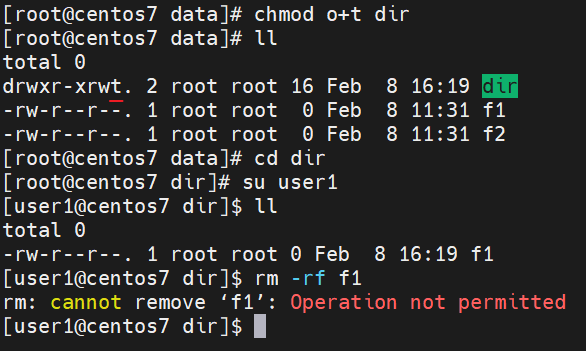 [root@centos7 data]# chmod o+t dir
[root@centos7 data]# ll
total 0
drwxr-xrwt. 2 root root 16 Feb  8 16:19 dir
-rw-r--r--. 1 root root  0 Feb  8 11:31 f1
-rw-r--r--. 1 root root  0 Feb  8 11:31 f2
[root@centos7 data]# cd dir
[root@centos7 dir]# su user1
[user1@centos7 dir]$ ll
total 0
-rw-r--r--. 1 root root 0 Feb  8 16:19 f1
[user1@centos7 dir]$ rm -rf f1
rm: cannot remove ‘f1’: Operation not permitted
[user1@centos7 dir]$